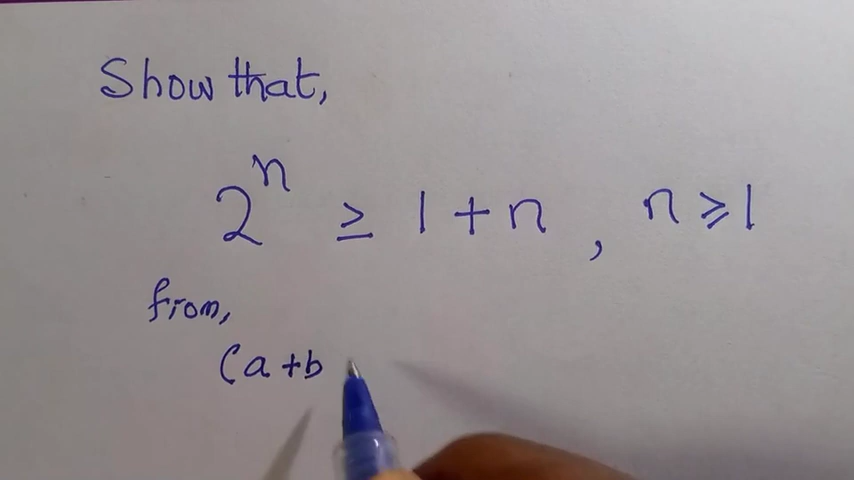 Show that,
2ⁿ ≥ 1 + n , n ⩾ 1
from,
(a + b